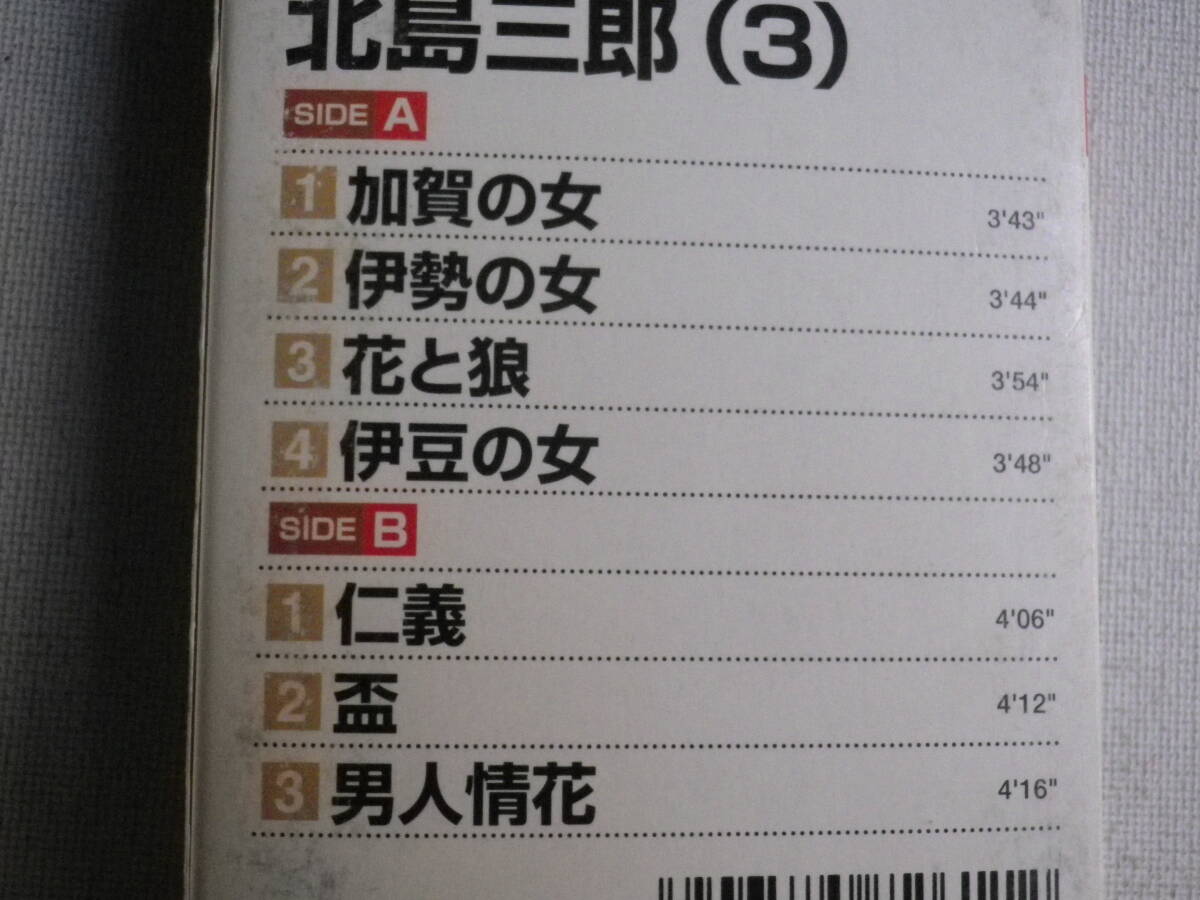 北島三郎(3)
SIDE A
1 加賀の女 3'43"
2 伊勢の女 3'44"
3 花と狼 3'54"
4 伊豆の女 3'48"
SIDE B
1 仁義 4'06"
2 盃 4'12"
3 男人情花 4'16"